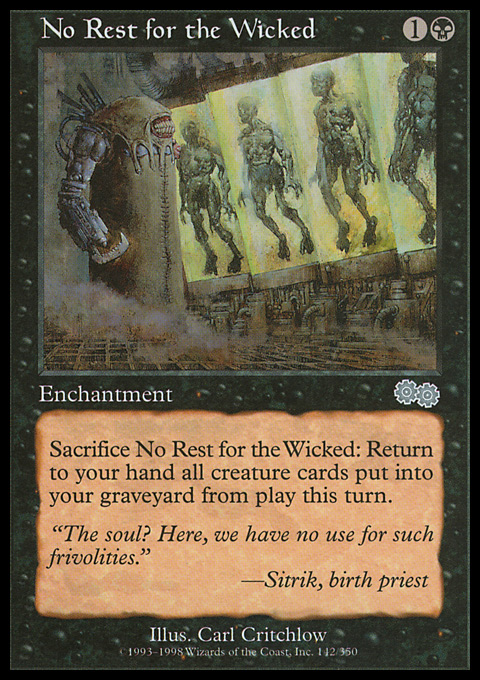 No Rest for the Wicked 1
Enchantment
Sacrifice No Rest for the Wicked: Return
to your hand all creature cards put into
your graveyard from play this turn.
“The soul? Here, we have no use for such
frivolities.”
—Sitrik, birth priest
Illus. Carl Critchlow
©1993–1998 Wizards of the Coast, Inc. 142/350